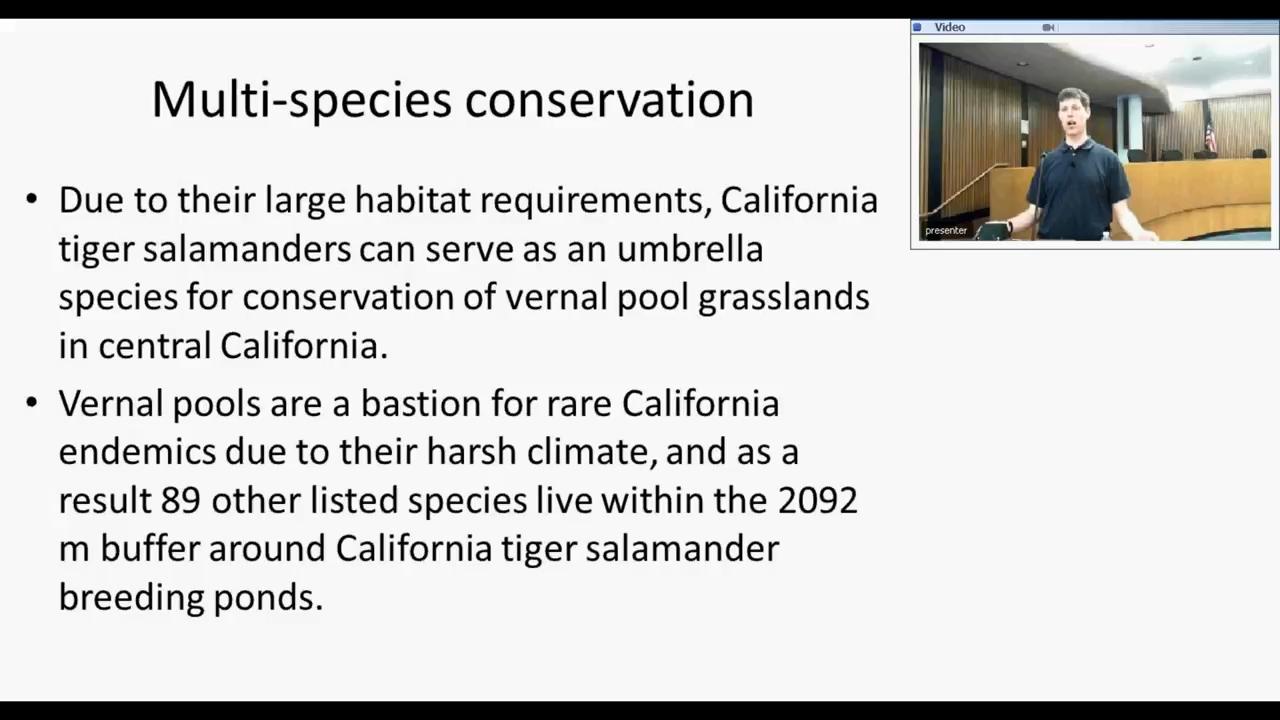 Multi-species conservation
• Due to their large habitat requirements, California
tiger salamanders can serve as an umbrella
species for conservation of vernal pool grasslands
in central California.
• Vernal pools are a bastion for rare California
endemics due to their harsh climate, and as a
result 89 other listed species live within the 2092
m buffer around California tiger salamander
breeding ponds.
Video
presenter